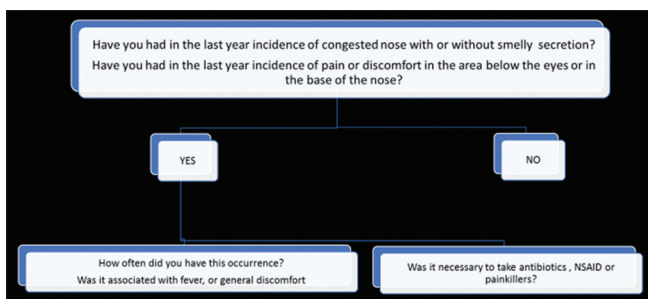 Have you had in the last year incidence of congested nose with or without smelly secretion?
Have you had in the last year incidence of pain or discomfort in the area below the eyes or in
the base of the nose?
YES
NO
How often did you have this occurrence?
Was it associated with fever, or general discomfort
Was it necessary to take antibiotics , NSAID or
painkillers?